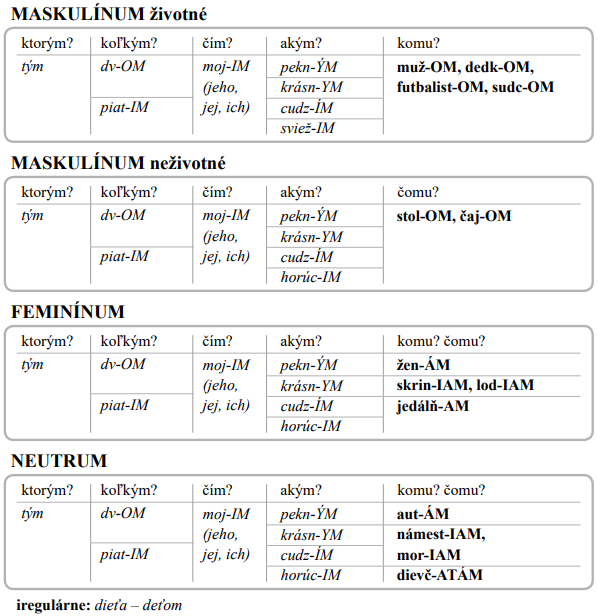 MASKULÍNUM životné
ktorým? koľkým? čím? akým? komu?
tým dv-OM moj-IM pekn-ÝM muž-OM, dedk-OM,
(jeho, krásn-YM futbalist-OM, sudc-OM
piat-IM jej, ich) cudz-ÍM
sviež-IM
MASKULÍNUM neživotné
ktorým? koľkým? čím? akým? čomu?
tým dv-OM moj-IM pekn-ÝM stol-OM, čaj-OM
(jeho, krásn-YM
piat-IM jej, ich) cudz-ÍM
horúc-IM
FEMINÍNUM
ktorým? koľkým? čím? akým? komu? čomu?
tým dv-OM moj-IM pekn-ÝM žen-ÁM
(jeho, krásn-YM skrin-IAM, lod-IAM
piat-IM jej, ich) cudz-ÍM jedálň-AM
horúc-IM
NEUTRUM
ktorým? koľkým? čím? akým? komu? čomu?
tým dv-OM moj-IM pekn-ÝM aut-ÁM
(jeho, krásn-YM námest-IAM,
piat-IM jej, ich) cudz-ÍM mor-IAM
horúc-IM dievč-ATÁM
iregulárne: dieťa – deťom